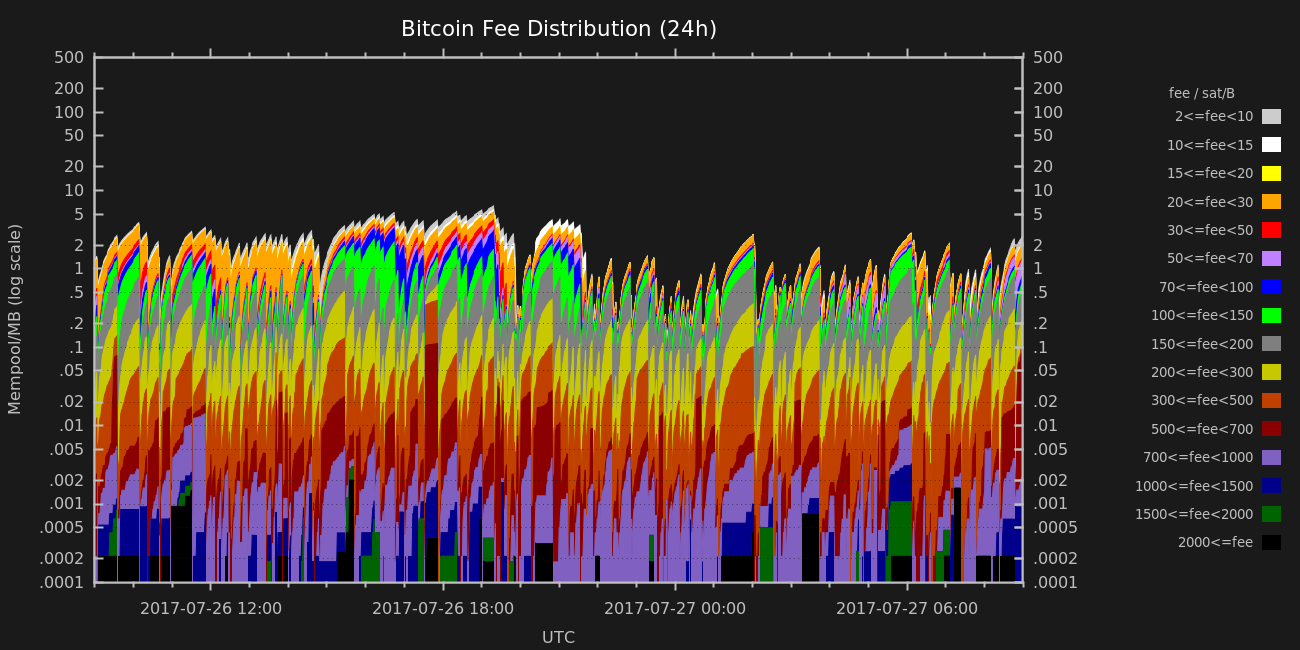 Bitcoin Fee Distribution (24h)
Mempool/MB (log scale)
500
200
100
50
20
10
5
2
1
.5
.2
.1
.05
.02
.01
.005
.002
.001
.0005
.0002
.0001
500
200
100
50
20
10
5
2
1
.5
.2
.1
.05
.02
.01
.005
.002
.001
.0005
.0002
.0001
2017-07-26 12:00
2017-07-26 18:00
2017-07-27 00:00
2017-07-27 06:00
UTC
fee / sat/B
2<=fee<10
10<=fee<15
15<=fee<20
20<=fee<30
30<=fee<50
50<=fee<70
70<=fee<100
100<=fee<150
150<=fee<200
200<=fee<300
300<=fee<500
500<=fee<700
700<=fee<1000
1000<=fee<1500
1500<=fee<2000
2000<=fee